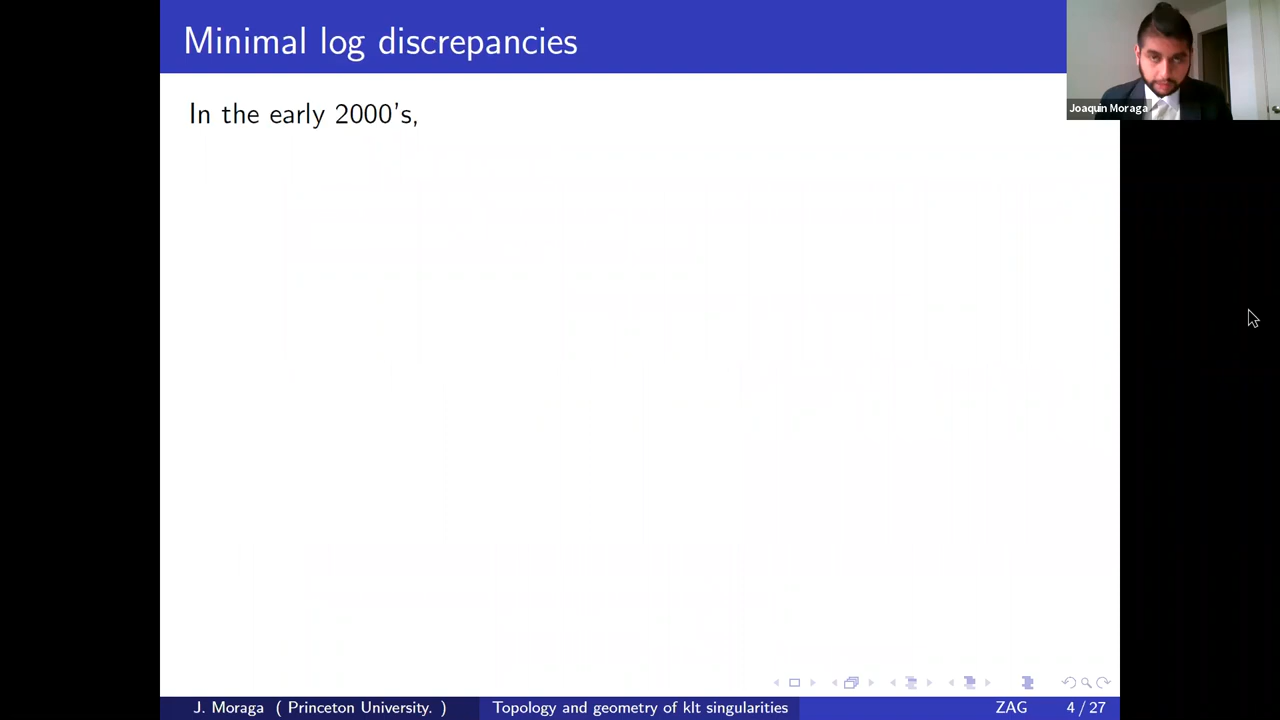 Minimal log discrepancies
Joaquin Moraga
In the early 2000's,
J. Moraga ( Princeton University. )
Topology and geometry of klt singularities
ZAG
4 / 27